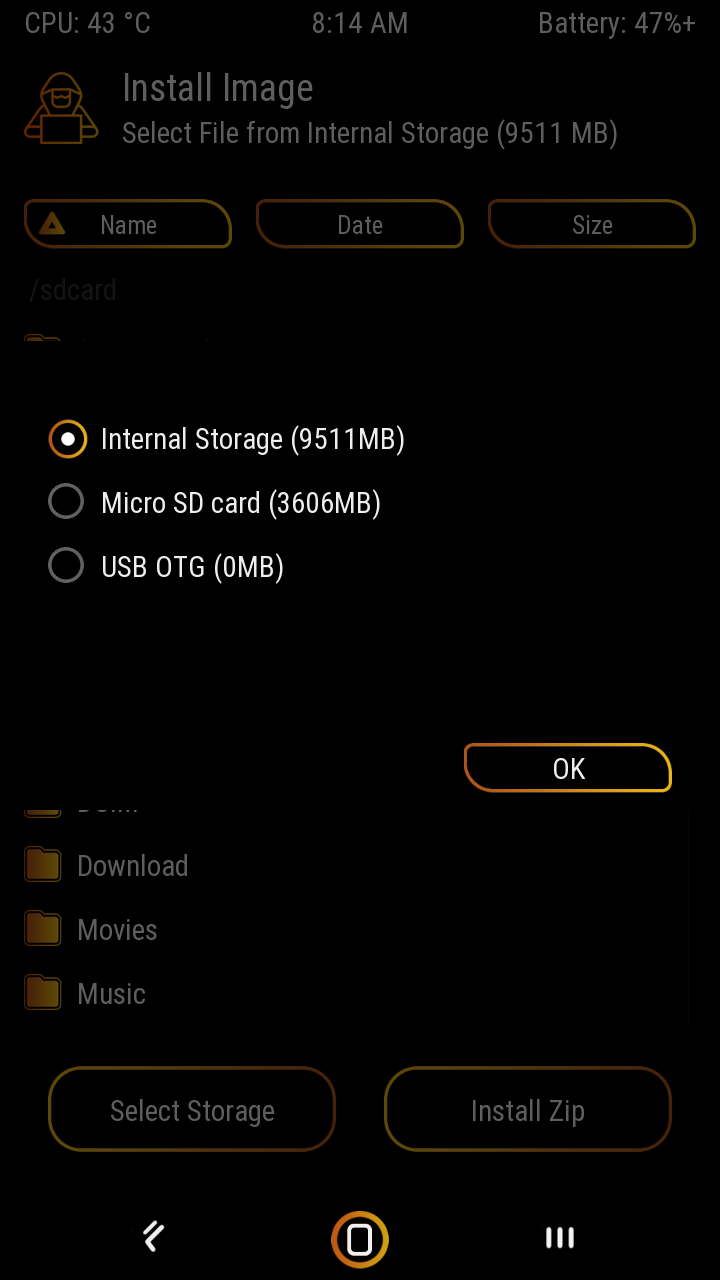 CPU: 43 °C 8:14 AM Battery: 47%+
Install Image
Select File from Internal Storage (9511 MB)
Name Date Size
/sdcard
Internal Storage (9511MB)
Micro SD card (3606MB)
USB OTG (0MB)
OK
Download
Movies
Music
Select Storage Install Zip